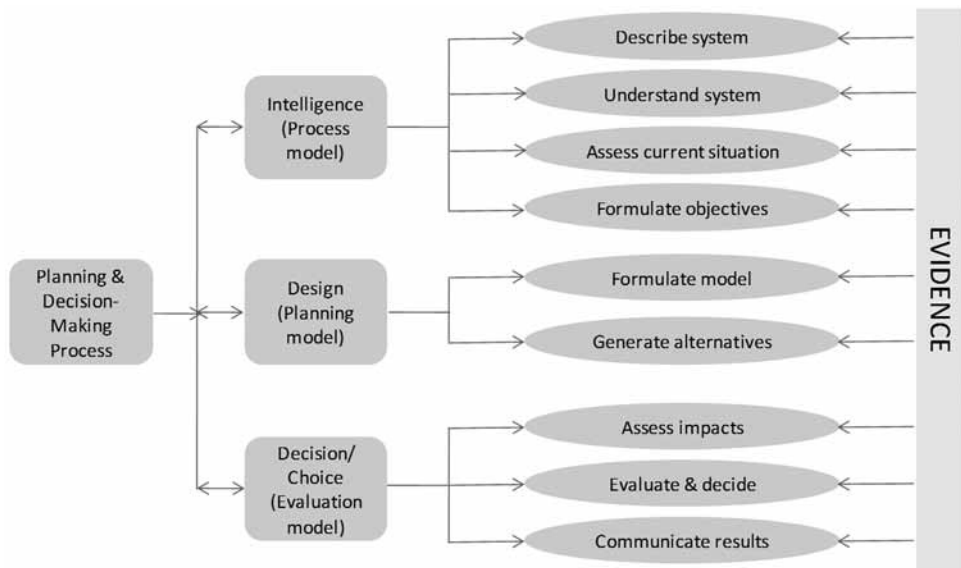 Planning &
Decision-
Making
Process
Intelligence
(Process
model)
Describe system
Understand system
Assess current situation
Formulate objectives
Design
(Planning
model)
Formulate model
Generate alternatives
Decision/
Choice
(Evaluation
model)
Assess impacts
Evaluate & decide
Communicate results
EVIDENCE